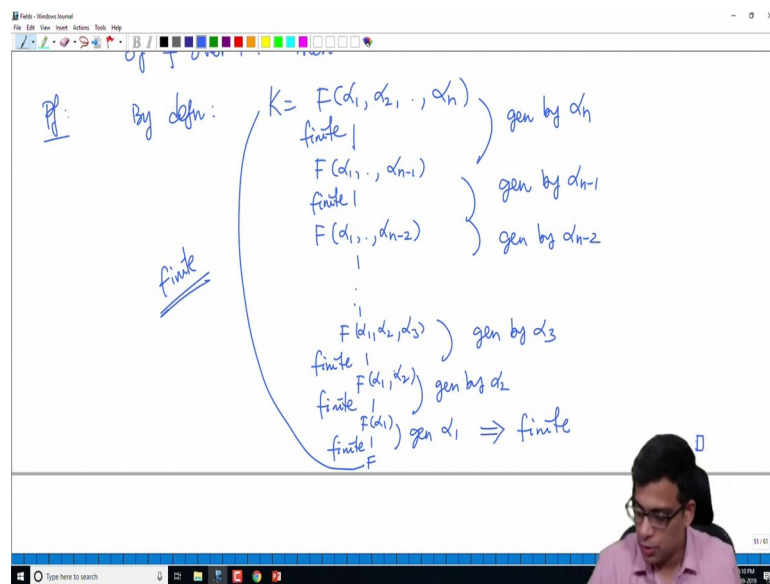 Fields - Windows Journal
File Edit View Insert Actions Tools Help
Pf: By defn: K = F(α₁, α₂, ., αn)
gen by αn
finite
F(α₁, ., αn-1)
gen by αn-1
finite
F(α₁, ., αn-2)
gen by αn-2
finite
F(α₁, α₂, α₃)
gen by α₃
finite
F(α₁, α₂)
gen by α₂
finite
F(α₁)
gen α₁ ⇒ finite
finite
F
51 / 61
Type here to search